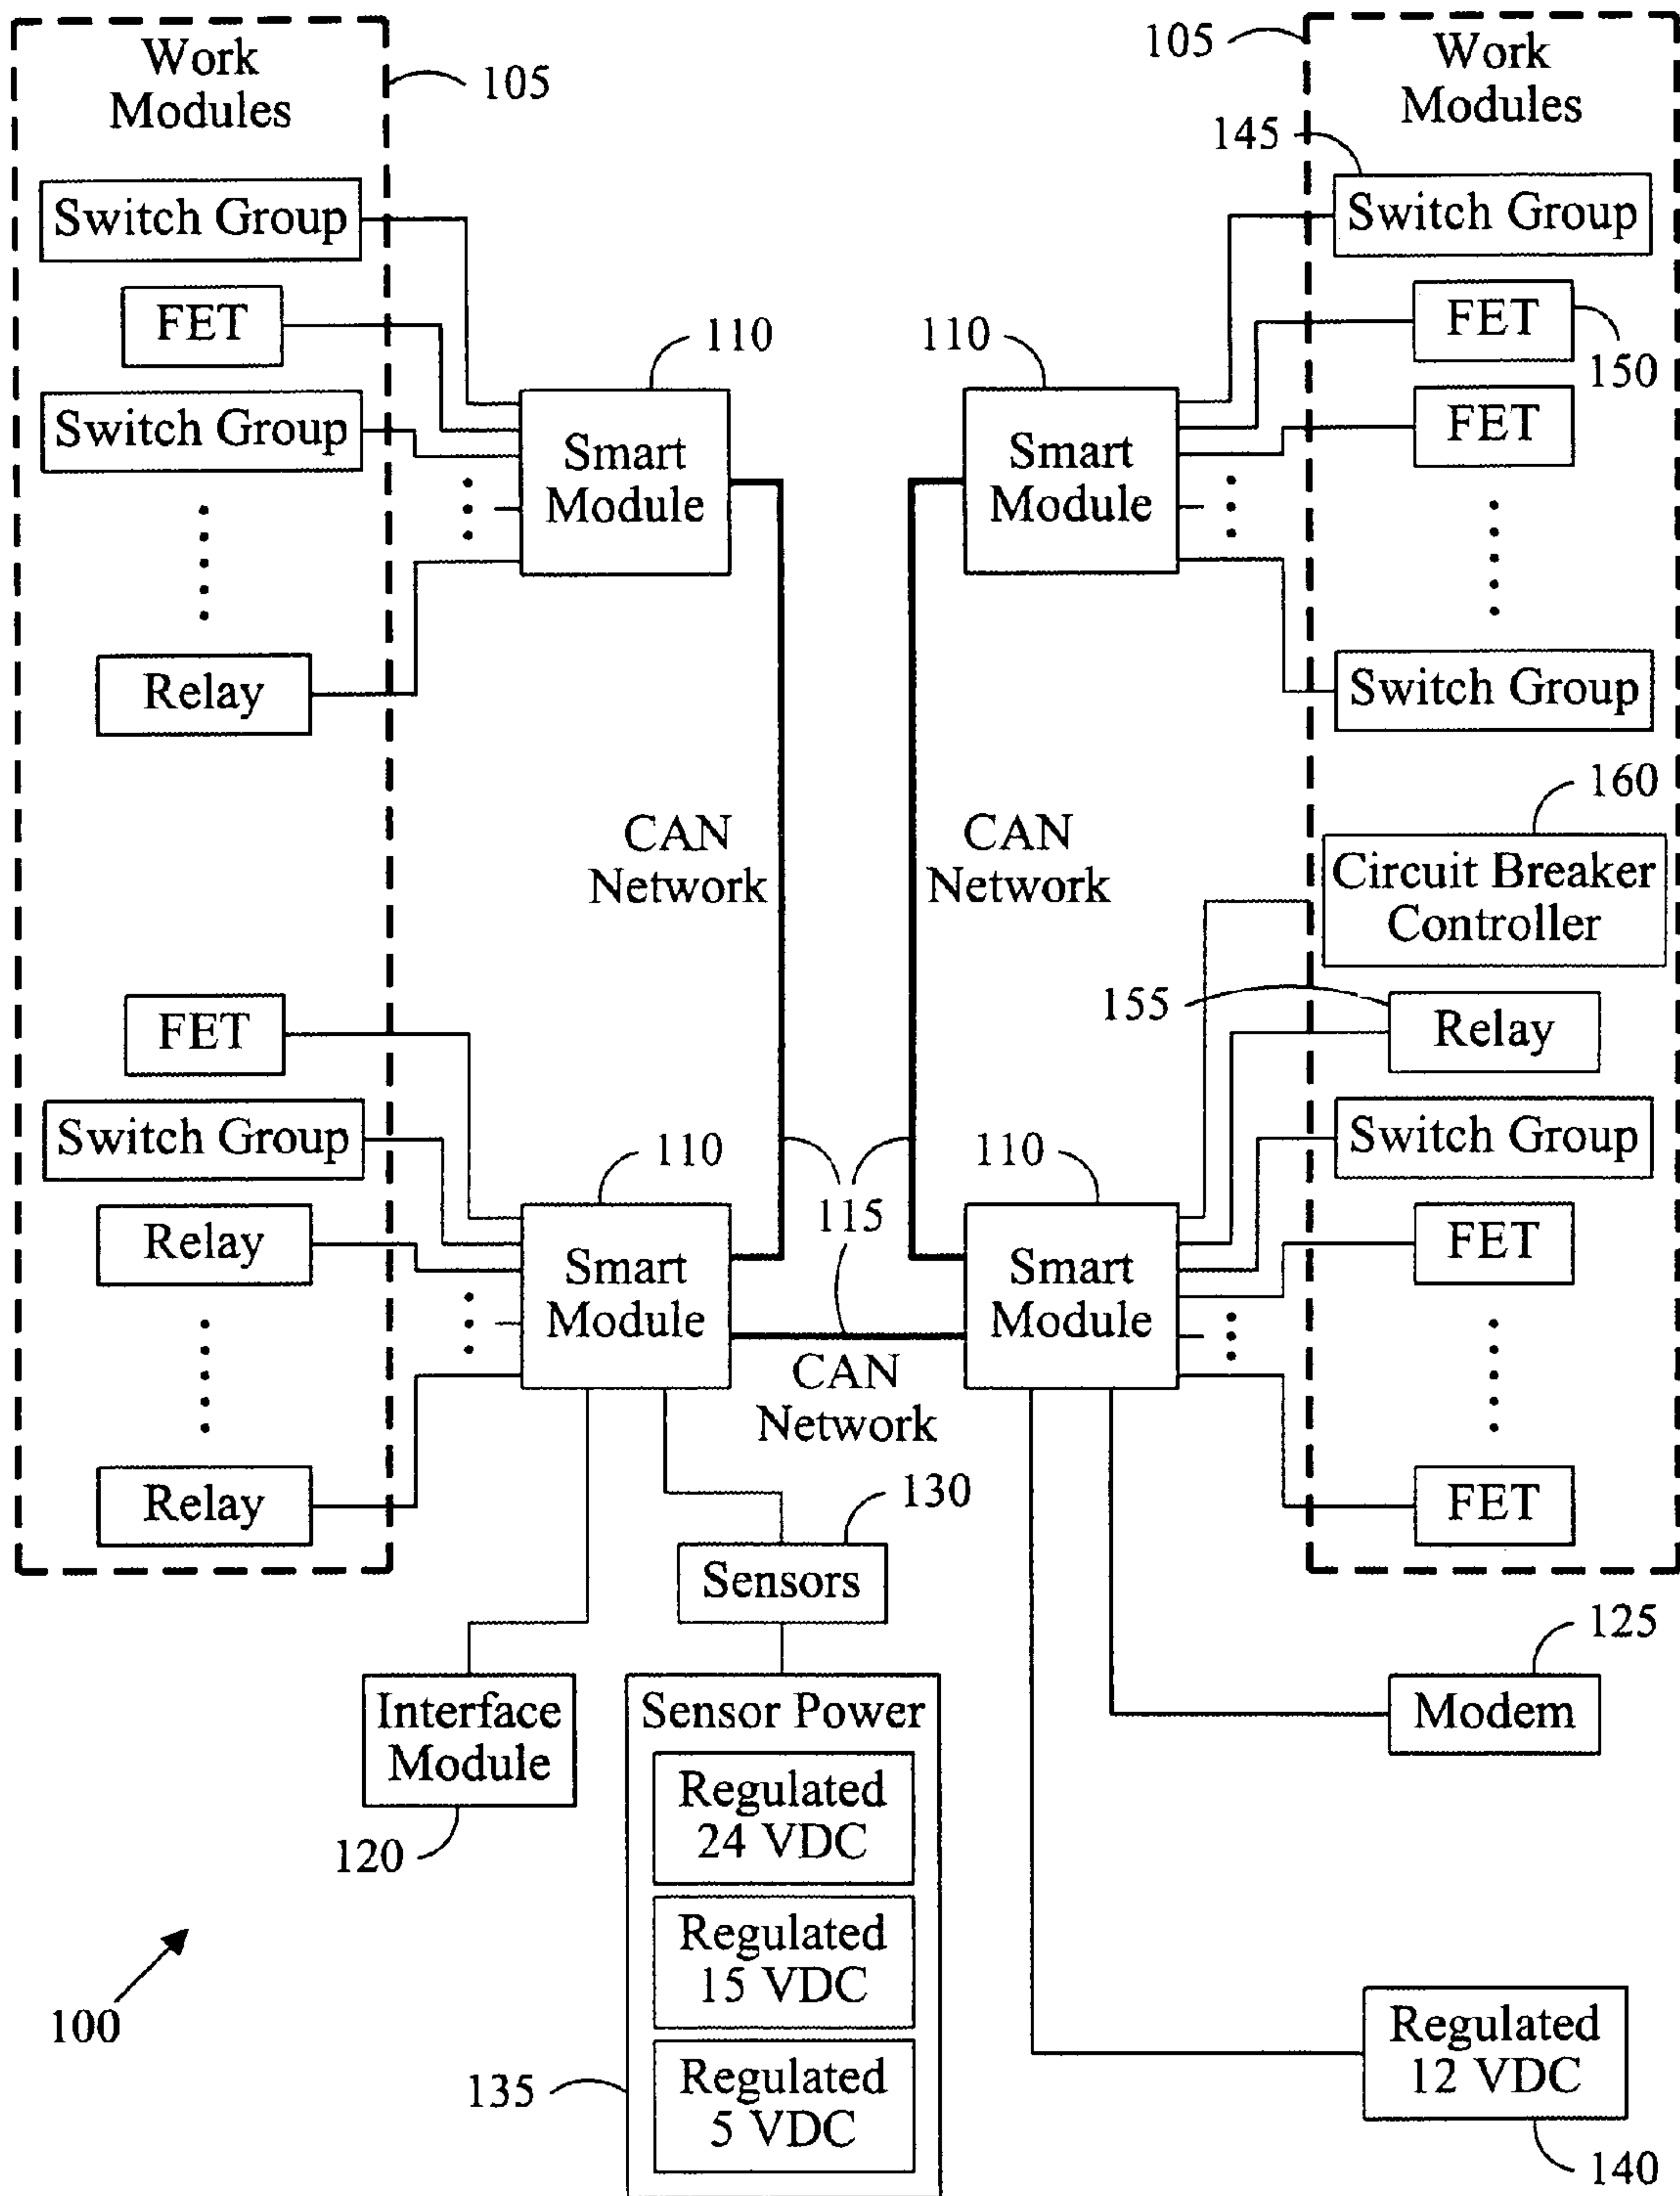 Work
Modules
105
Switch Group
FET
Switch Group
Relay
FET
Switch Group
Relay
Relay
110
Smart
Module
CAN
Network
110
Smart
Module
105
Work
Modules
145
Switch Group
FET
150
FET
Switch Group
110
Smart
Module
CAN
Network
160
Circuit Breaker
Controller
155
Relay
Switch Group
FET
FET
110
Smart
Module
115
CAN
Network
130
Sensors
Interface
Module
120
Sensor Power
Regulated
24 VDC
Regulated
15 VDC
Regulated
5 VDC
135
125
Modem
Regulated
12 VDC
140
100